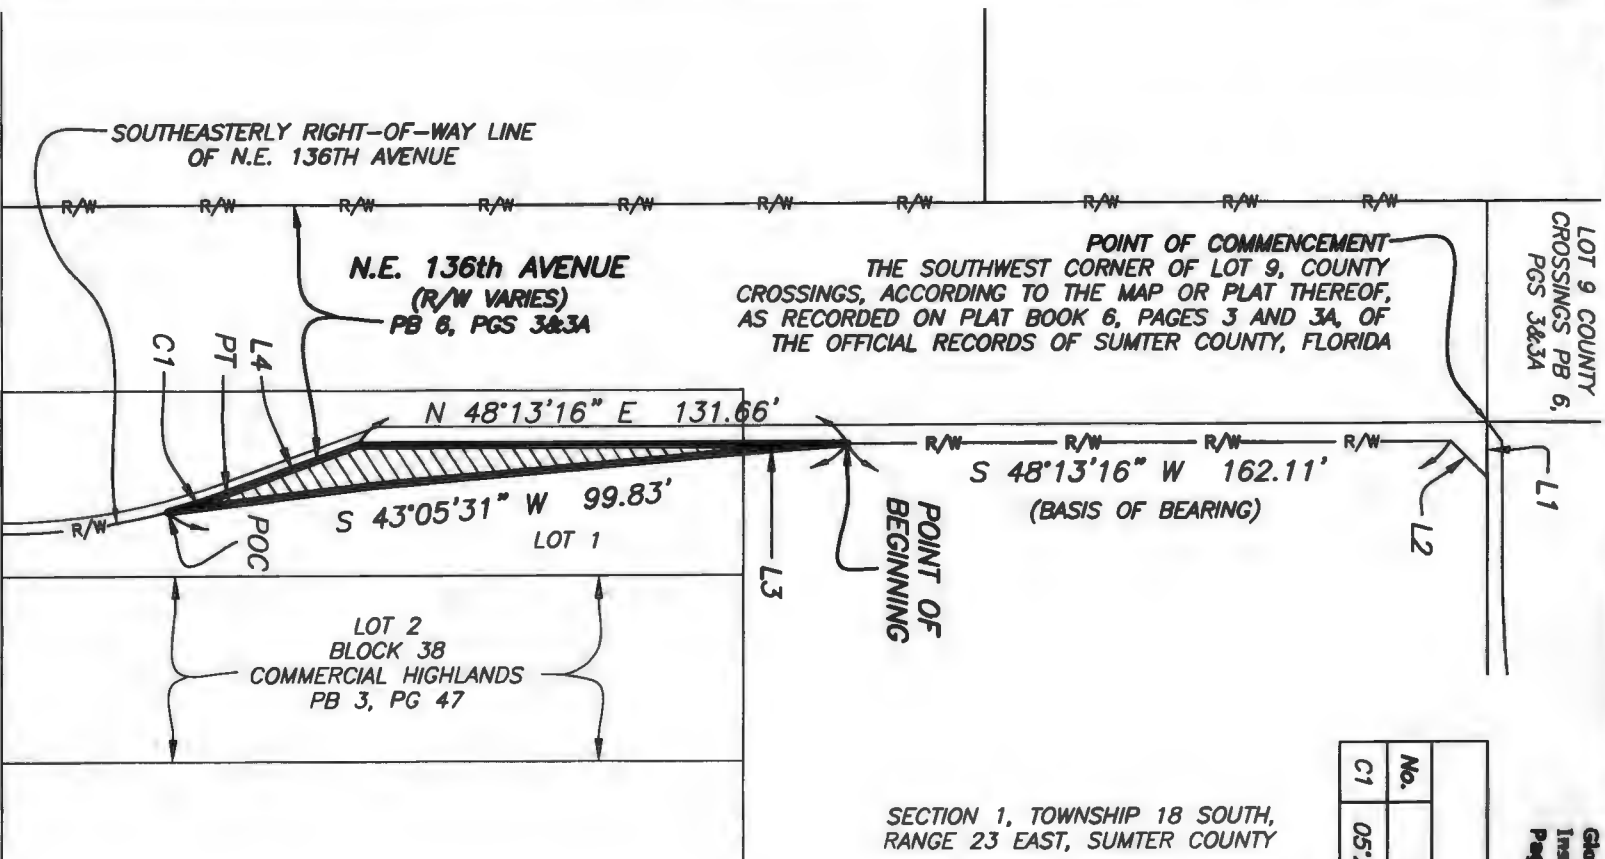 SOUTHEASTERLY RIGHT-OF-WAY LINE
OF N.E. 136TH AVENUE
R/W R/W R/W R/W R/W R/W R/W R/W R/W R/W
N.E. 136th AVENUE
(R/W VARIES)
PB 6, PGS 3&3A
POINT OF COMMENCEMENT
THE SOUTHWEST CORNER OF LOT 9, COUNTY
CROSSINGS, ACCORDING TO THE MAP OR PLAT THEREOF,
AS RECORDED ON PLAT BOOK 6, PAGES 3 AND 3A, OF
THE OFFICIAL RECORDS OF SUMTER COUNTY, FLORIDA
LOT 9 COUNTY
CROSSINGS PB 6,
PGS 3&3A
C1
PT
L4
N 48°13'16" E 131.66'
R/W R/W R/W R/W
S 48°13'16" W 162.11'
(BASIS OF BEARING)
L1
L2
L3
S 43°05'31" W 99.83'
R/W
POC
LOT 1
POINT OF
BEGINNING
LOT 2
BLOCK 38
COMMERCIAL HIGHLANDS
PB 3, PG 47
SECTION 1, TOWNSHIP 18 SOUTH,
RANGE 23 EAST, SUMTER COUNTY
No.
C1